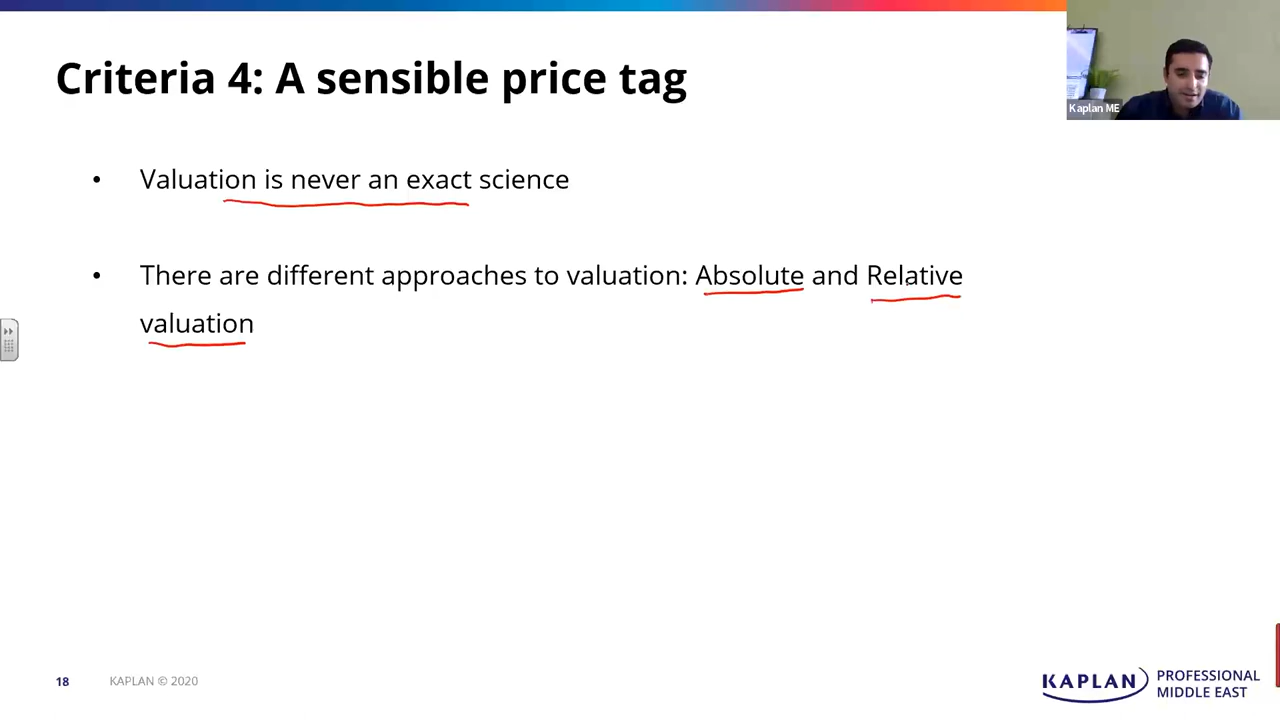 Criteria 4: A sensible price tag
Kaplan ME
• Valuation is never an exact science
• There are different approaches to valuation: Absolute and Relative
valuation
18 KAPLAN © 2020
KAPLAN PROFESSIONAL
MIDDLE EAST